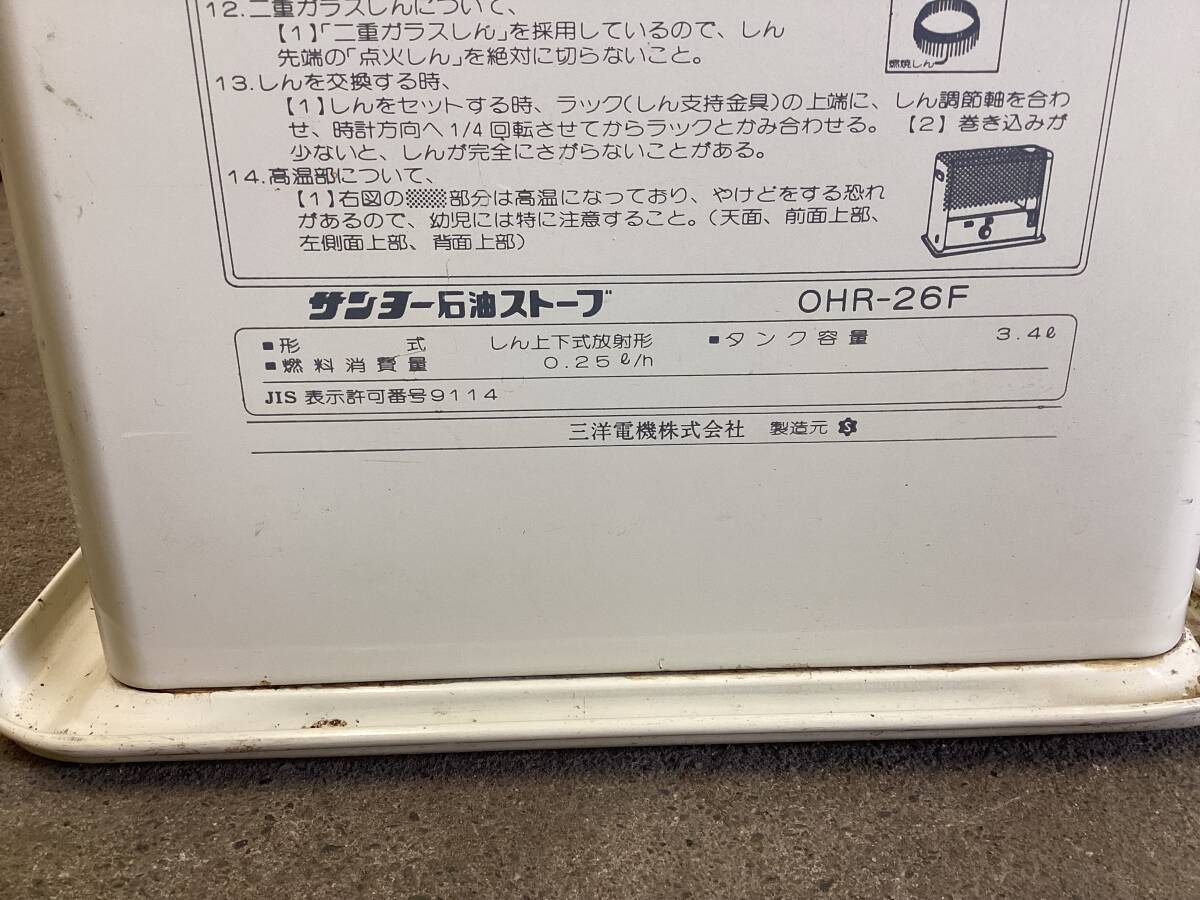 12.二重ガラスしんについて、
【1】「二重ガラスしん」を採用しているので、しん
先端の「点火しん」を絶対に切らないこと。
燃焼しん
13.しんを交換する時、
【1】しんをセットする時、ラック(しん支持金具)の上端に、しん調節軸を合わ
せ、時計方向へ1/4回転させてからラックとかみ合わせる。【2】巻き込みが
少ないと、しんが完全にさがらないことがある。
14.高温部について、
【1】右図の部分は高温になっており、やけどをする恐れ
があるので、幼児には特に注意すること。(天面、前面上部、
左側面上部、背面上部)
サンヨー石油ストーブ OHR-26F
■形式 しん上下式放射形 ■タンク容量 3.4ℓ
■燃料消費量 0.25ℓ/h
JIS 表示許可番号9114
三洋電機株式会社 製造元 S